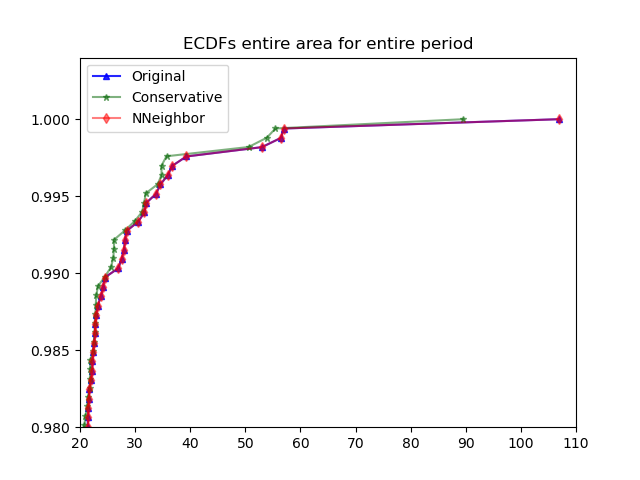 ECDFs entire area for entire period
Original
Conservative
NNeighbor
1.000
0.995
0.990
0.985
0.980
20 30 40 50 60 70 80 90 100 110